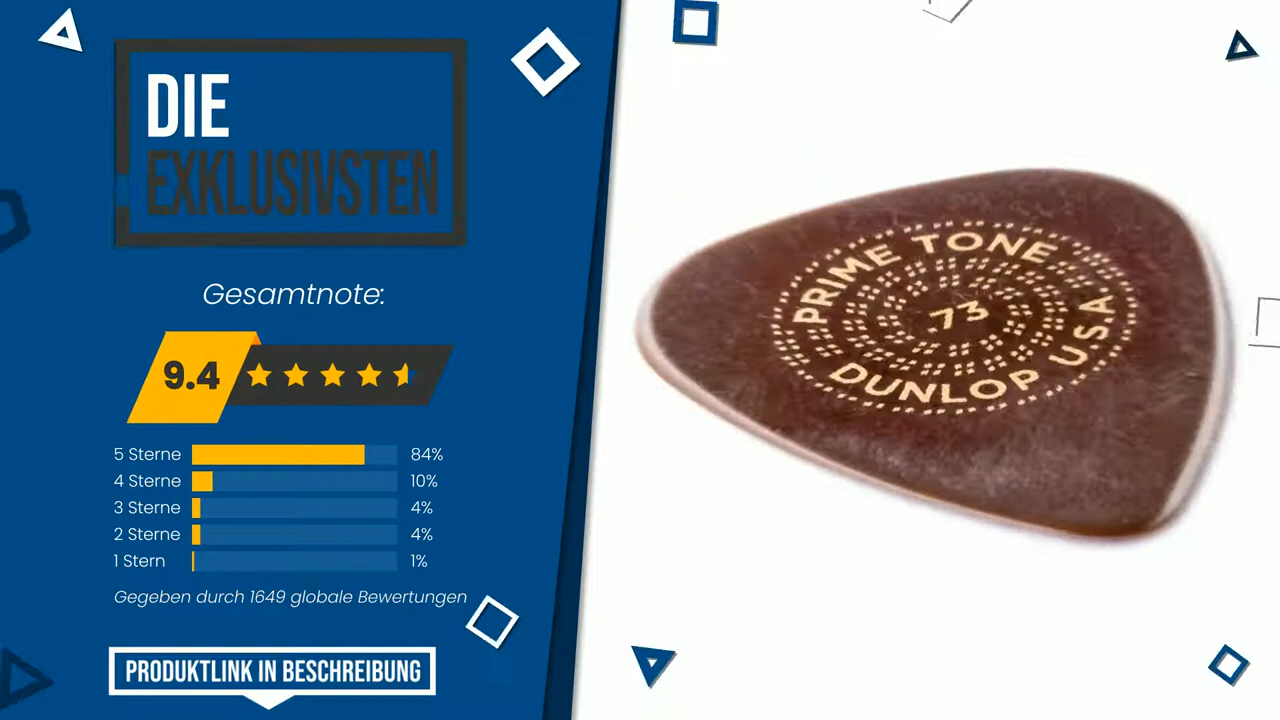 DIE
EXKLUSIVSTEN
Gesamtnote:
9.4
5 Sterne 84%
4 Sterne 10%
3 Sterne 4%
2 Sterne 4%
1 Stern 1%
Gegeben durch 1649 globale Bewertungen
PRODUKTLINK IN BESCHREIBUNG
PRIME TONE
.73
DUNLOP USA